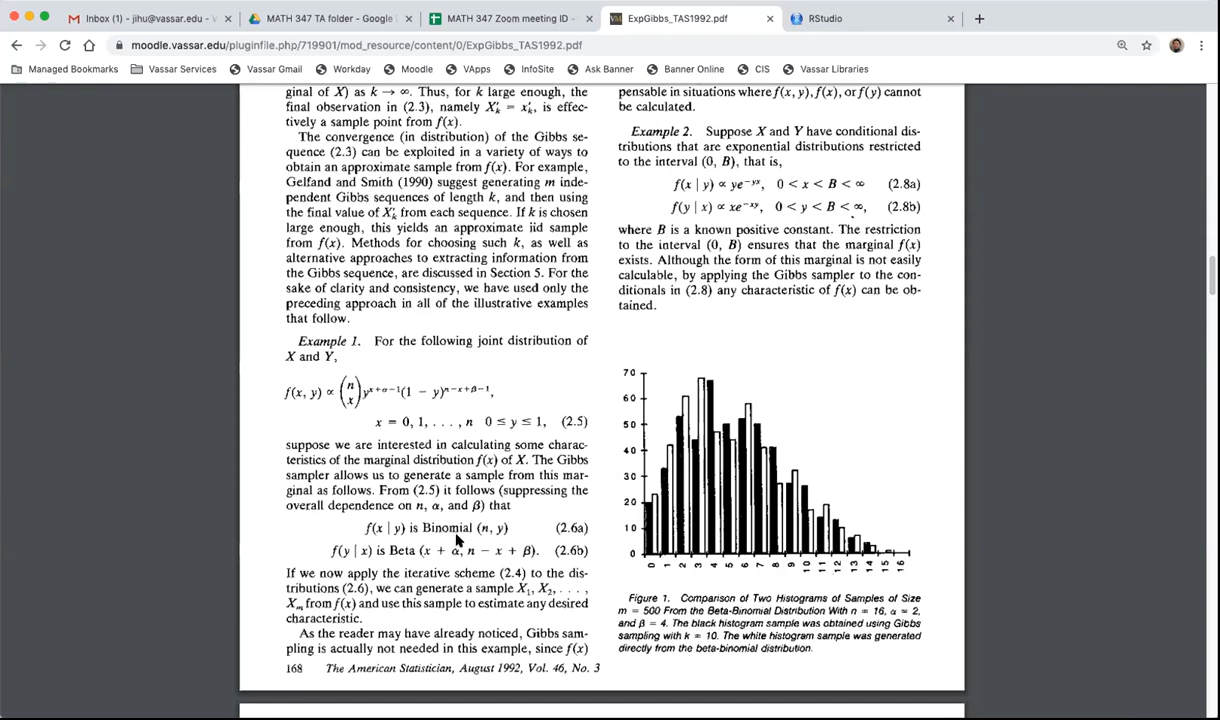 Inbox (1) - jihu@vassar.edu - V
MATH 347 TA folder - Google
MATH 347 Zoom meeting ID -
ExpGibbs_TAS1992.pdf
RStudio
moodle.vassar.edu/pluginfile.php/719901/mod_resource/content/0/ExpGibbs_TAS1992.pdf
Managed Bookmarks
Vassar Services
Vassar Gmail
Workday
Moodle
VApps
InfoSite
Ask Banner
Banner Online
CIS
Vassar Libraries
ginal of X) as k → ∞. Thus, for k large enough, the
final observation in (2.3), namely X′k = x′k, is effec-
tively a sample point from f(x).
The convergence (in distribution) of the Gibbs se-
quence (2.3) can be exploited in a variety of ways to
obtain an approximate sample from f(x). For example,
Gelfand and Smith (1990) suggest generating m inde-
pendent Gibbs sequences of length k, and then using
the final value of X′k from each sequence. If k is chosen
large enough, this yields an approximate iid sample
from f(x). Methods for choosing such k, as well as
alternative approaches to extracting information from
the Gibbs sequence, are discussed in Section 5. For the
sake of clarity and consistency, we have used only the
preceding approach in all of the illustrative examples
that follow.
Example 1. For the following joint distribution of
X and Y,
f(x, y) ∝ (n x) y^{x+α−1}(1 − y)^{n−x+β−1},
x = 0, 1, . . . , n 0 ≤ y ≤ 1, (2.5)
suppose we are interested in calculating some charac-
teristics of the marginal distribution f(x) of X. The Gibbs
sampler allows us to generate a sample from this mar-
ginal as follows. From (2.5) it follows (suppressing the
overall dependence on n, α, and β) that
f(x | y) is Binomial (n, y) (2.6a)
f(y | x) is Beta (x + α, n − x + β). (2.6b)
If we now apply the iterative scheme (2.4) to the dis-
tributions (2.6), we can generate a sample X1, X2, . . . ,
Xm from f(x) and use this sample to estimate any desired
characteristic.
As the reader may have already noticed, Gibbs sam-
pling is actually not needed in this example, since f(x)
168 The American Statistician, August 1992, Vol. 46, No. 3
pensable in situations where f(x, y), f(x), or f(y) cannot
be calculated.
Example 2. Suppose X and Y have conditional dis-
tributions that are exponential distributions restricted
to the interval (0, B), that is,
f(x | y) ∝ ye^{−yx}, 0 < x < B < ∞ (2.8a)
f(y | x) ∝ xe^{−xy}, 0 < y < B < ∞, (2.8b)
where B is a known positive constant. The restriction
to the interval (0, B) ensures that the marginal f(x)
exists. Although the form of this marginal is not easily
calculable, by applying the Gibbs sampler to the con-
ditionals in (2.8) any characteristic of f(x) can be ob-
tained.
70
60
50
40
30
20
10
0
0 1 2 3 4 5 6 7 8 9 10 11 12 13 14 15 16
Figure 1. Comparison of Two Histograms of Samples of Size
m = 500 From the Beta-Binomial Distribution With n = 16, α = 2,
and β = 4. The black histogram sample was obtained using Gibbs
sampling with k = 10. The white histogram sample was generated
directly from the beta-binomial distribution.